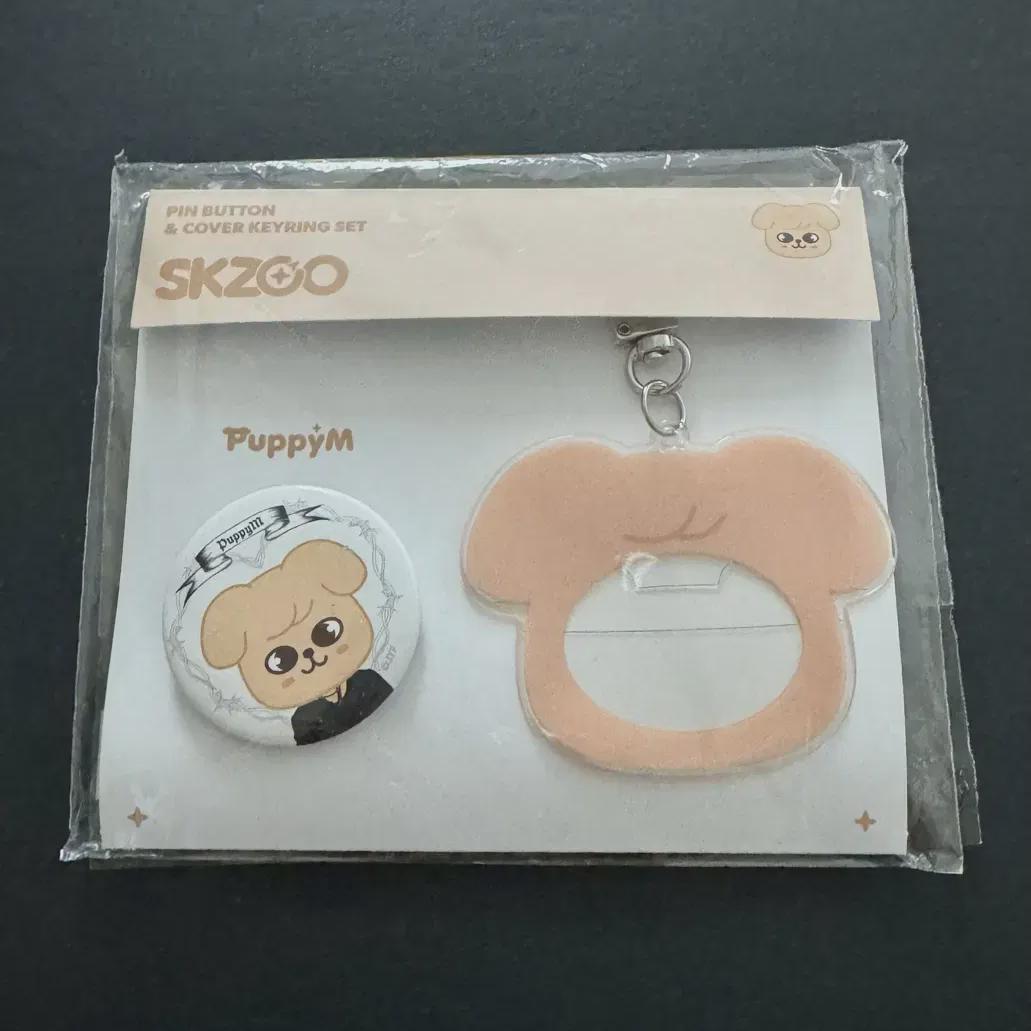 PIN BUTTON
& COVER KEYRING SET
SKZOO
PuppyM
PuppyM